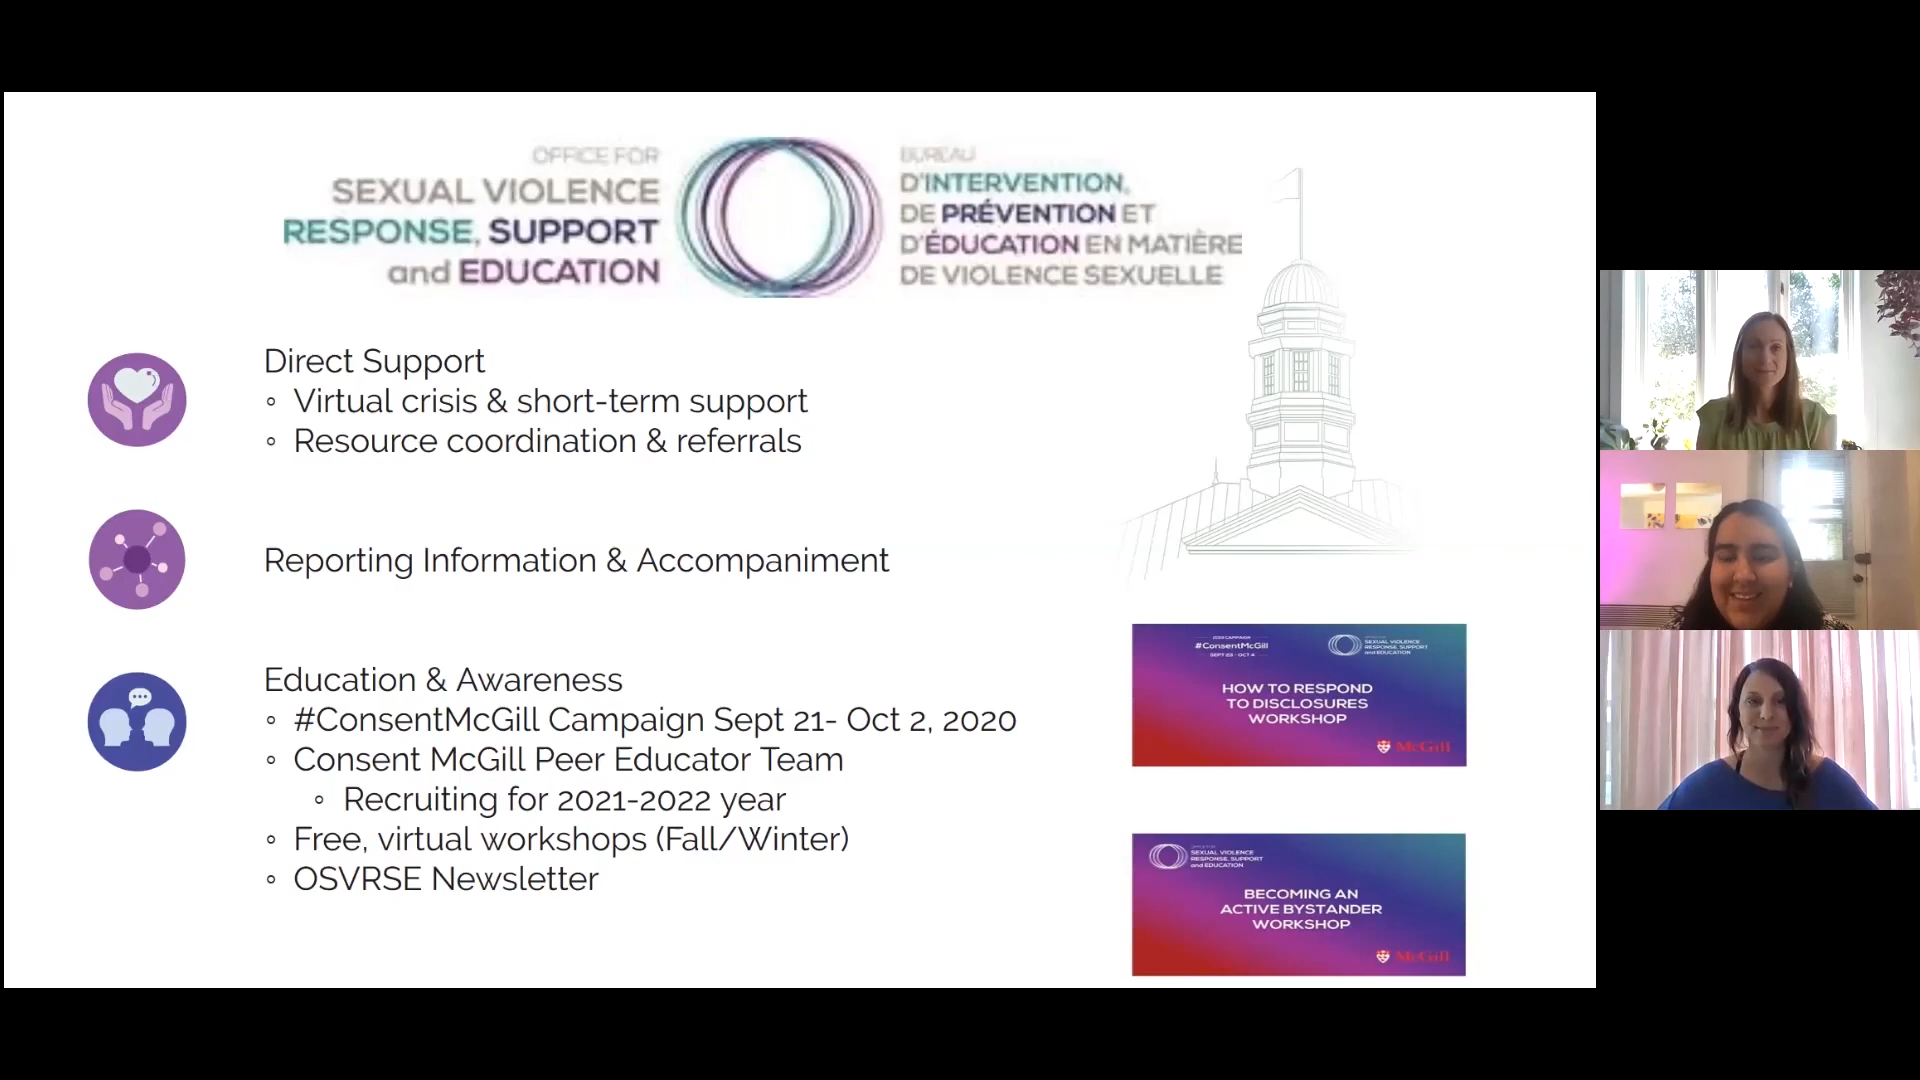 OFFICE FOR
SEXUAL VIOLENCE
RESPONSE, SUPPORT
and EDUCATION
BUREAU
D'INTERVENTION,
DE PRÉVENTION ET
D'ÉDUCATION EN MATIÈRE
DE VIOLENCE SEXUELLE
Direct Support
◦ Virtual crisis & short-term support
◦ Resource coordination & referrals
Reporting Information & Accompaniment
Education & Awareness
◦ #ConsentMcGill Campaign Sept 21- Oct 2, 2020
◦ Consent McGill Peer Educator Team
◦ Recruiting for 2021-2022 year
◦ Free, virtual workshops (Fall/Winter)
◦ OSVRSE Newsletter
2020 CAMPAIGN
#ConsentMcGill
SEPT - OCT 4
OFFICE FOR
SEXUAL VIOLENCE
RESPONSE, SUPPORT
and EDUCATION
HOW TO RESPOND
TO DISCLOSURES
WORKSHOP
McGill
OFFICE FOR
SEXUAL VIOLENCE
RESPONSE, SUPPORT
and EDUCATION
BECOMING AN
ACTIVE BYSTANDER
WORKSHOP
McGill